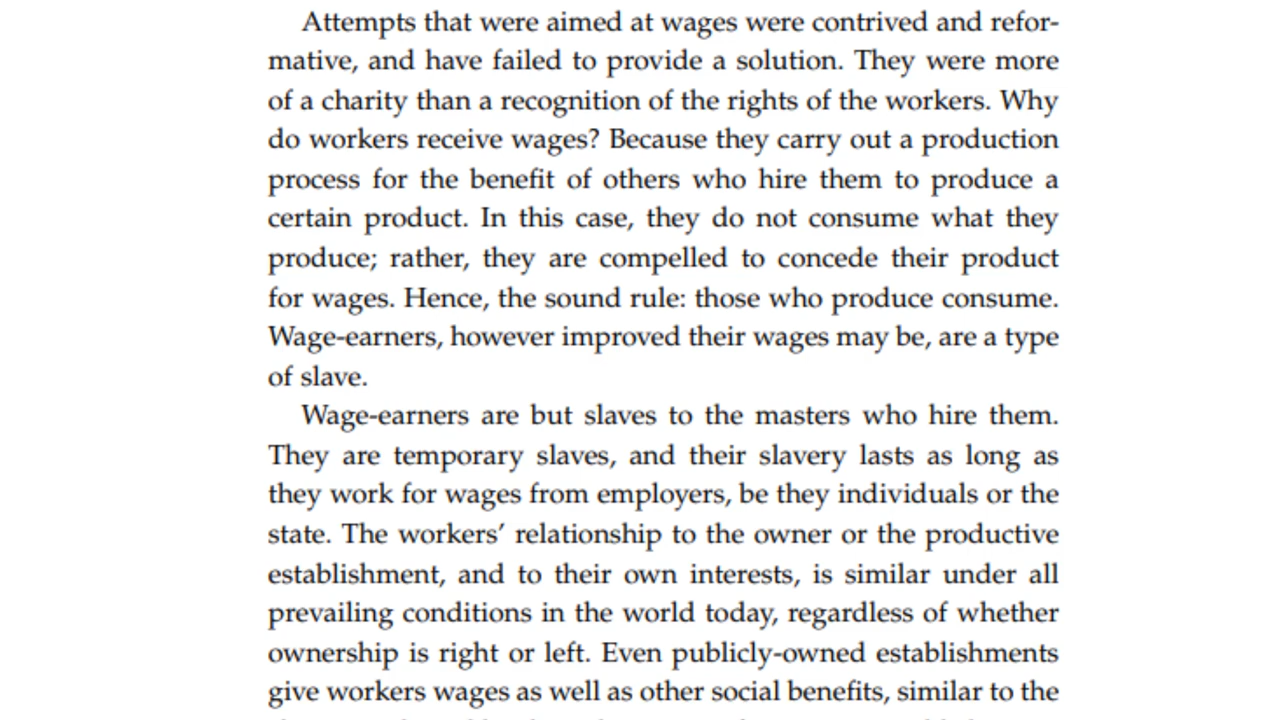 Attempts that were aimed at wages were contrived and refor-
mative, and have failed to provide a solution. They were more
of a charity than a recognition of the rights of the workers. Why
do workers receive wages? Because they carry out a production
process for the benefit of others who hire them to produce a
certain product. In this case, they do not consume what they
produce; rather, they are compelled to concede their product
for wages. Hence, the sound rule: those who produce consume.
Wage-earners, however improved their wages may be, are a type
of slave.
Wage-earners are but slaves to the masters who hire them.
They are temporary slaves, and their slavery lasts as long as
they work for wages from employers, be they individuals or the
state. The workers’ relationship to the owner or the productive
establishment, and to their own interests, is similar under all
prevailing conditions in the world today, regardless of whether
ownership is right or left. Even publicly-owned establishments
give workers wages as well as other social benefits, similar to the